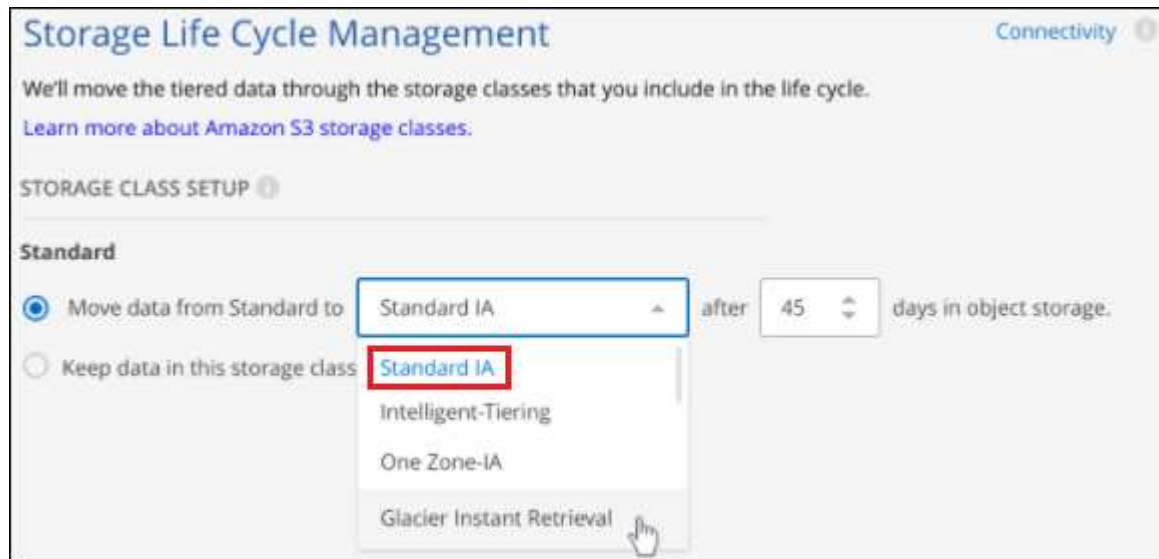 Storage Life Cycle Management
Connectivity
We'll move the tiered data through the storage classes that you include in the life cycle.
Learn more about Amazon S3 storage classes.
STORAGE CLASS SETUP
Standard
Move data from Standard to Standard IA after 45 days in object storage.
Keep data in this storage class
Standard IA
Intelligent-Tiering
One Zone-IA
Glacier Instant Retrieval